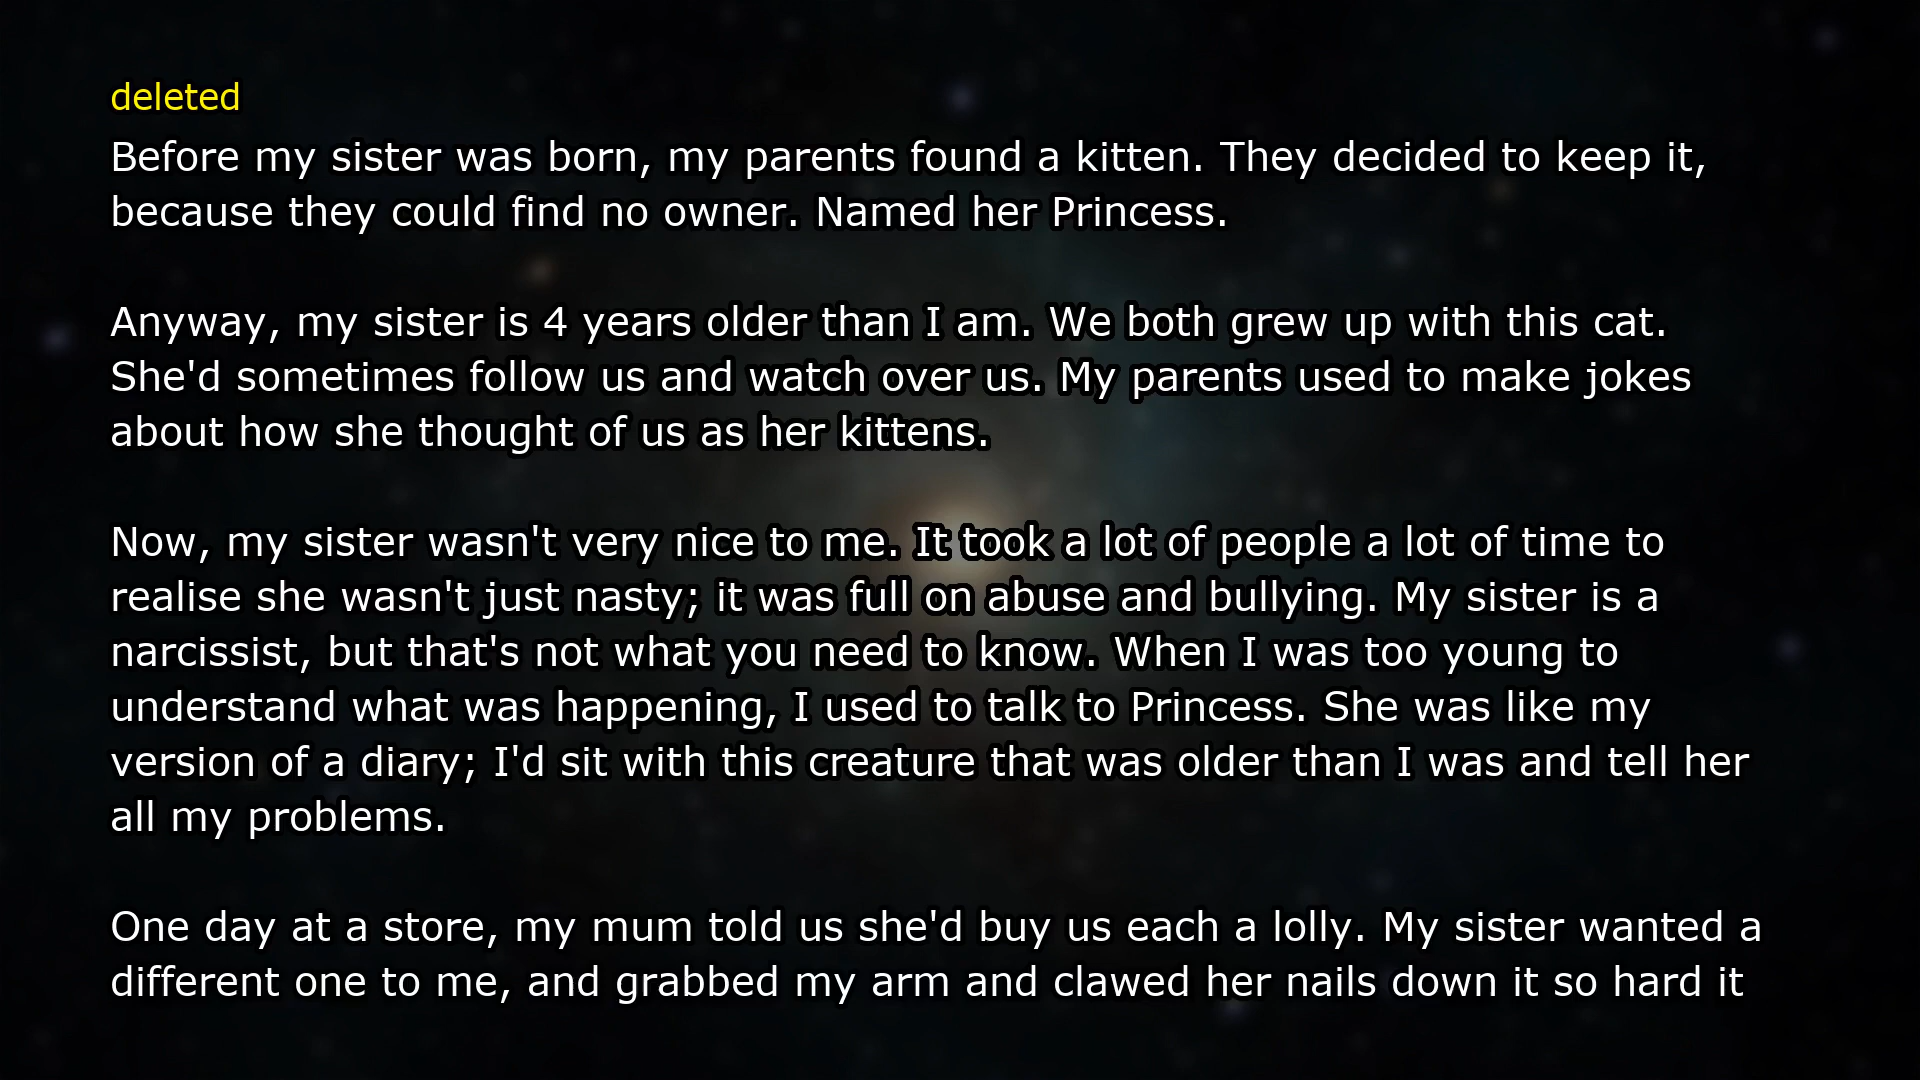 deleted
Before my sister was born, my parents found a kitten. They decided to keep it,
because they could find no owner. Named her Princess.
Anyway, my sister is 4 years older than I am. We both grew up with this cat.
She'd sometimes follow us and watch over us. My parents used to make jokes
about how she thought of us as her kittens.
Now, my sister wasn't very nice to me. It took a lot of people a lot of time to
realise she wasn't just nasty; it was full on abuse and bullying. My sister is a
narcissist, but that's not what you need to know. When I was too young to
understand what was happening, I used to talk to Princess. She was like my
version of a diary; I'd sit with this creature that was older than I was and tell her
all my problems.
One day at a store, my mum told us she'd buy us each a lolly. My sister wanted a
different one to me, and grabbed my arm and clawed her nails down it so hard it